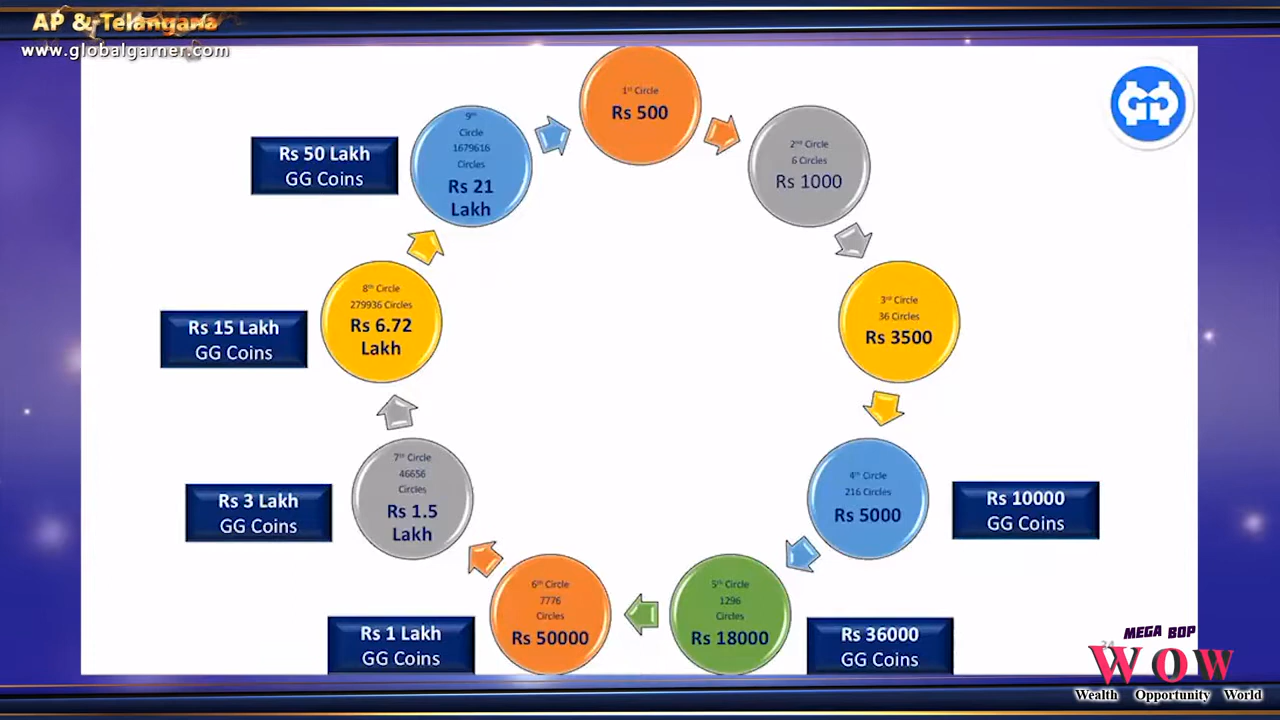 AP & Telangana
www.globalgarner.com
1st Circle
Rs 500
2nd Circle
6 Circles
Rs 1000
3rd Circle
36 Circles
Rs 3500
4th Circle
216 Circles
Rs 5000
Rs 10000
GG Coins
5th Circle
1296
Circles
Rs 18000
Rs 36000
GG Coins
6th Circle
7776
Circles
Rs 50000
Rs 1 Lakh
GG Coins
7th Circle
46656
Circles
Rs 1.5
Lakh
Rs 3 Lakh
GG Coins
8th Circle
279936 Circles
Rs 6.72
Lakh
Rs 15 Lakh
GG Coins
9th
Circle
1679616
Circles
Rs 21
Lakh
Rs 50 Lakh
GG Coins
MEGA BOP
WOW
Wealth Opportunity World